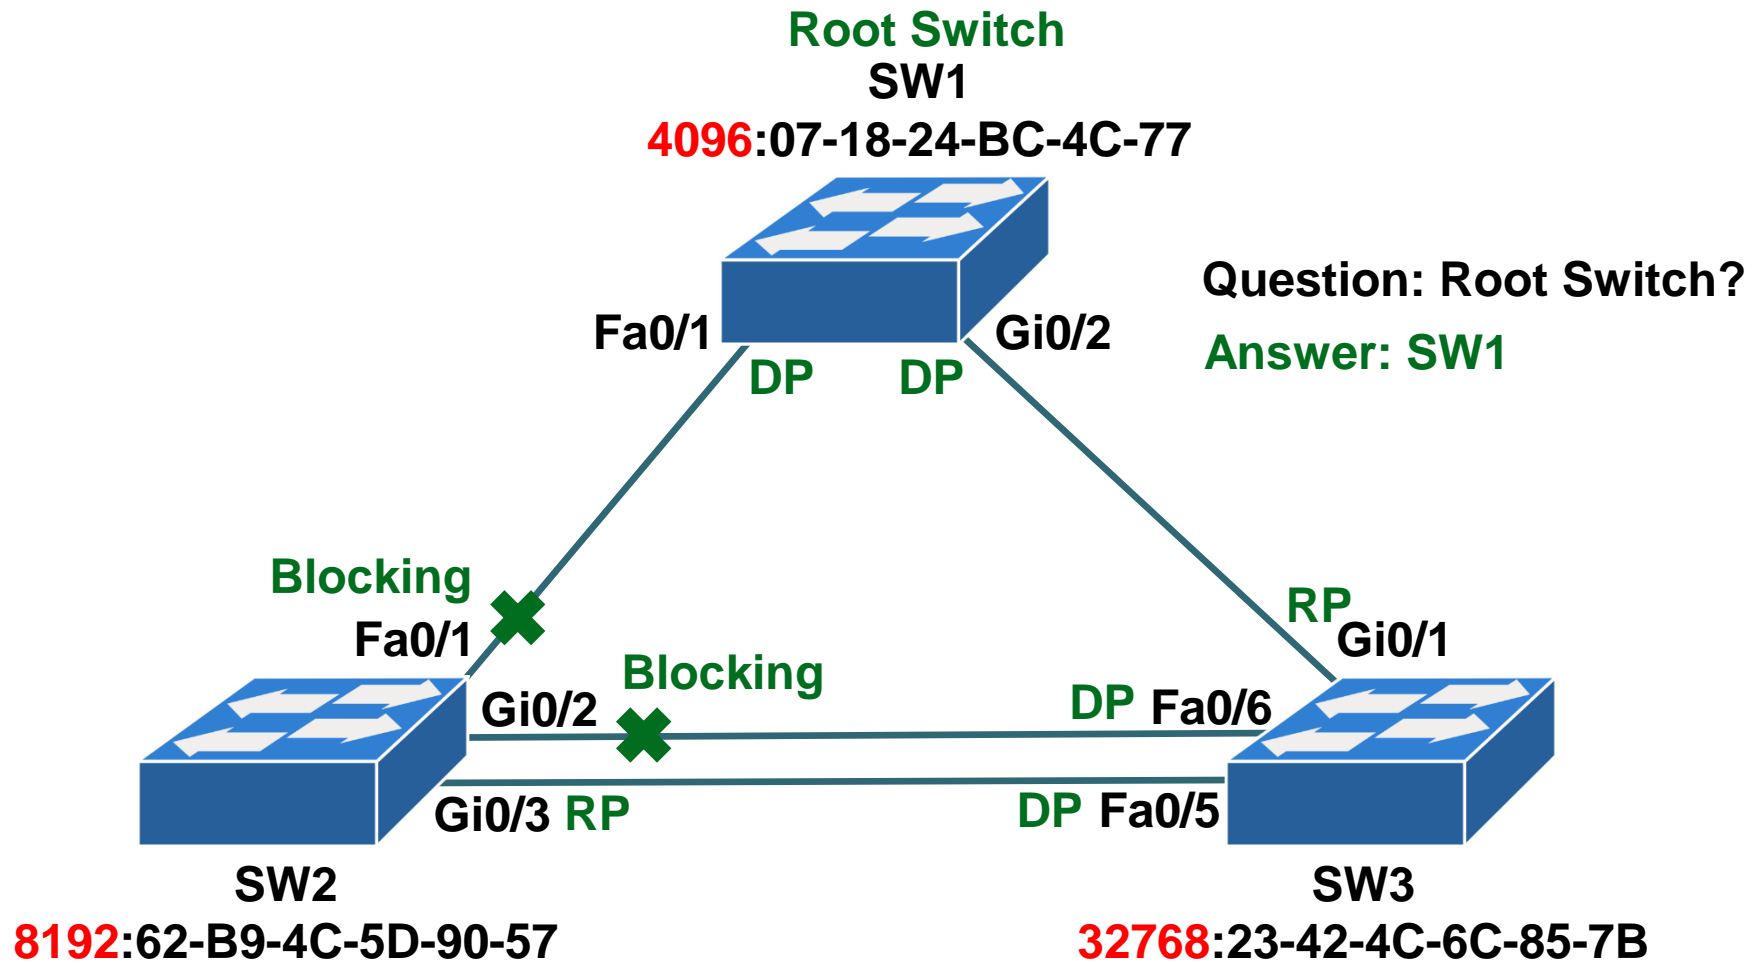 Root Switch
SW1
4096:07-18-24-BC-4C-77
Question: Root Switch?
Answer: SW1
Fa0/1
Gi0/2
DP
DP
Blocking
Fa0/1
RP
Gi0/1
Blocking
Gi0/2
DP
Fa0/6
Gi0/3
RP
DP
Fa0/5
SW2
SW3
8192:62-B9-4C-5D-90-57
32768:23-42-4C-6C-85-7B